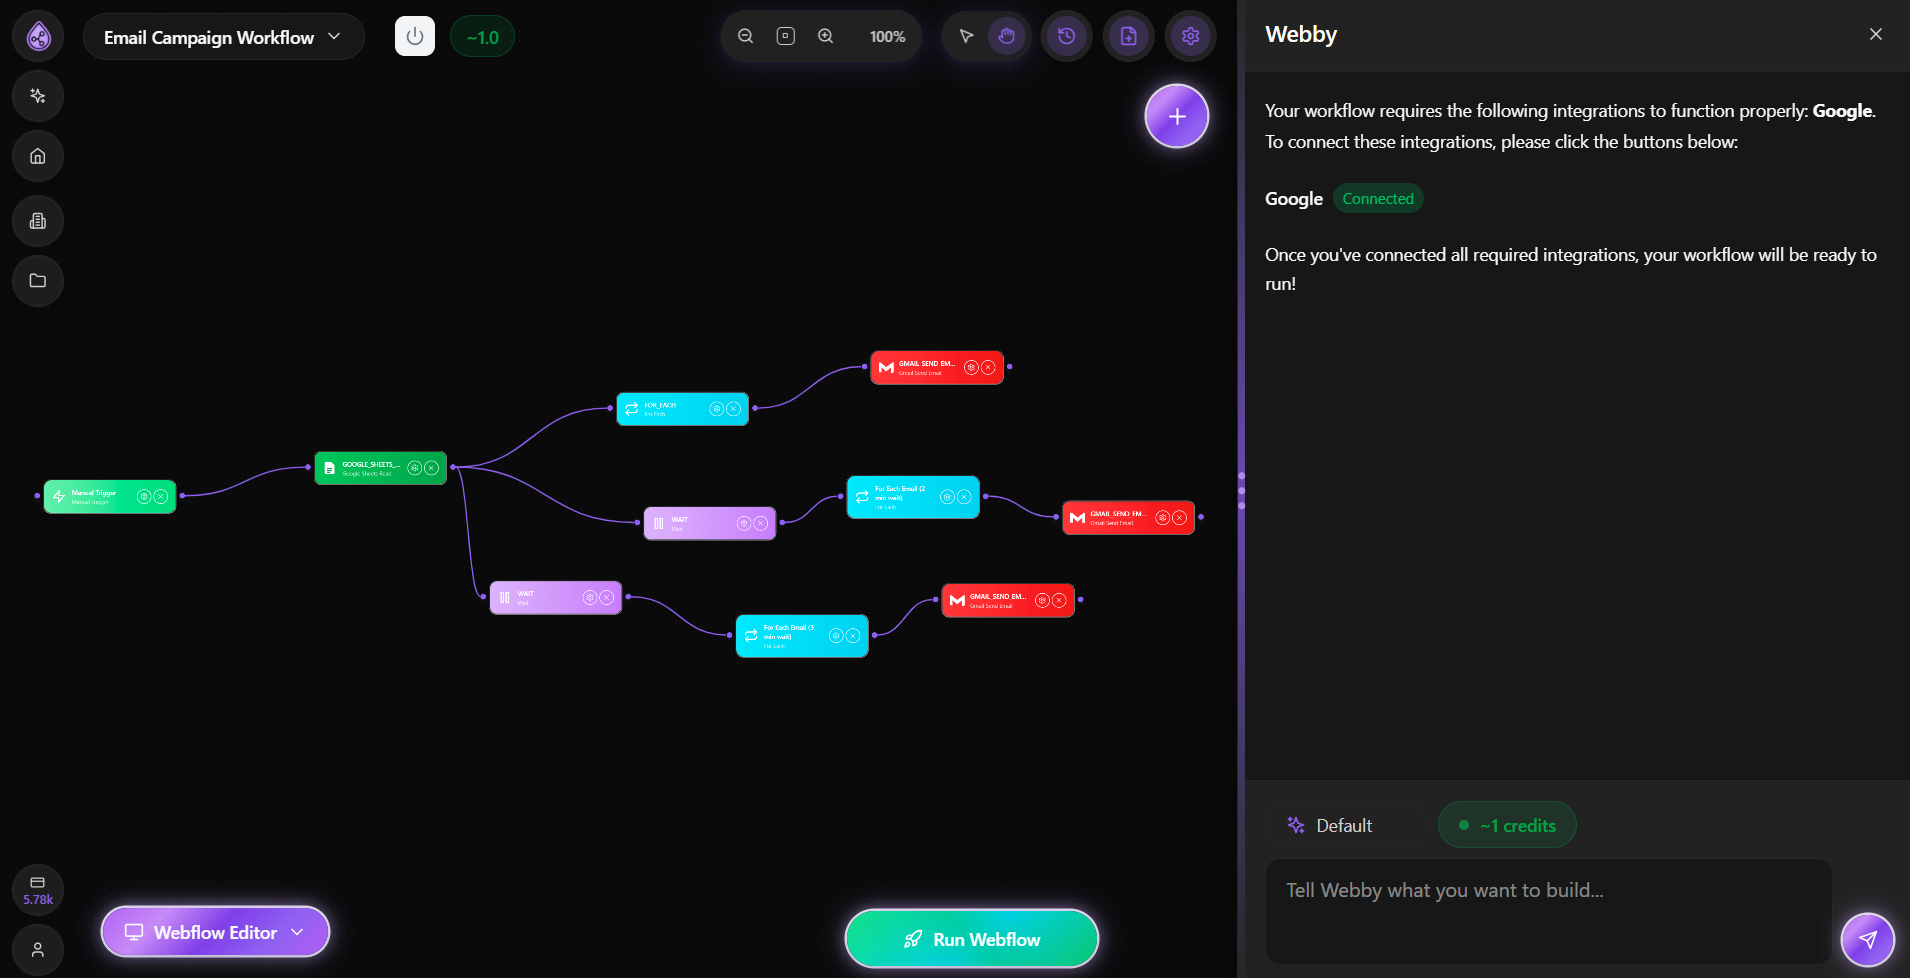 Email Campaign Workflow
~1.0
100%
Webby
Your workflow requires the following integrations to function properly: Google.
To connect these integrations, please click the buttons below:
Google Connected
Once you've connected all required integrations, your workflow will be ready to
run!
GMAIL_SEND_EM...
Gmail Send Email
FOR_EACH
For Each
GOOGLE_SHEETS_...
Google Sheets Read
Manual Trigger
Manual Trigger
For Each Email (2
min wait)
For Each
WAIT
Wait
GMAIL_SEND_EM...
Gmail Send Email
WAIT
Wait
GMAIL_SEND_EM...
Gmail Send Email
For Each Email (3
min wait)
For Each
Default
~1 credits
Tell Webby what you want to build...
5.78k
Webflow Editor
Run Webflow